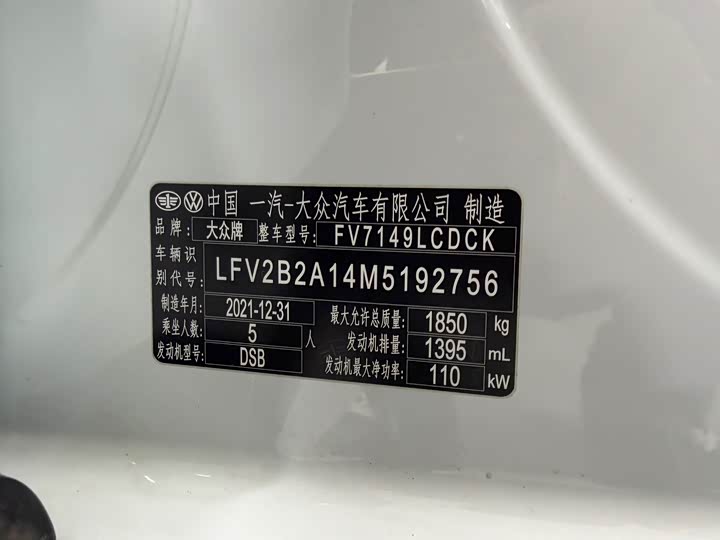 中国 一汽-大众汽车有限公司 制造
品牌: 大众牌 整车型号: FV7149LCDCK
车辆识别代号: LFV2B2A14M5192756
制造年月: 2021-12-31 最大允许总质量: 1850 kg
乘坐人数: 5 人 发动机排量: 1395 mL
发动机型号: DSB 发动机最大净功率: 110 kW